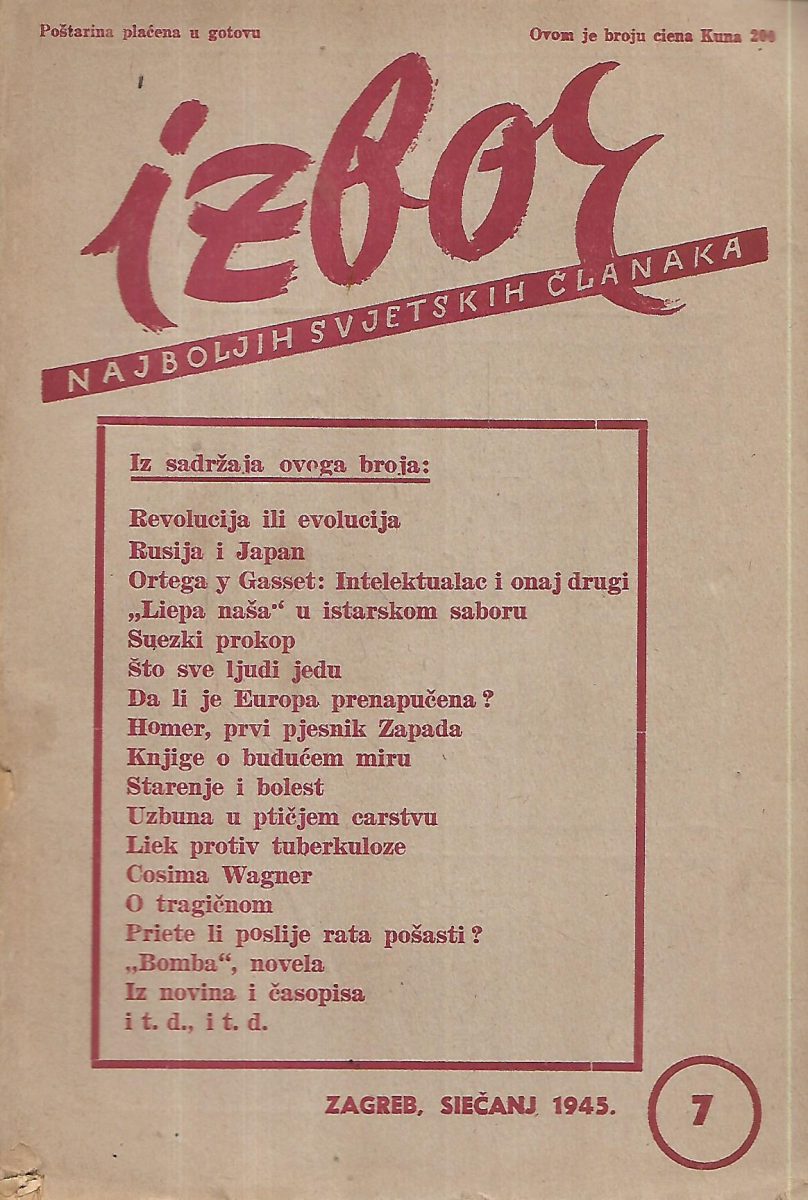 Poštarina plaćena u gotovu
Ovom je broju ciena Kuna 200
izbor
NAJBOLJIH SVJETSKIH ČLANAKA
Iz sadržaja ovoga broja:
Revolucija ili evolucija
Rusija i Japan
Ortega y Gasset: Intelektualac i onaj drugi
„Liepa naša“ u istarskom saboru
Suezki prokop
Što sve ljudi jedu
Da li je Europa prenapučena?
Homer, prvi pjesnik Zapada
Knjige o budućem miru
Starenje i bolest
Uzbuna u ptičjem carstvu
Liek protiv tuberkuloze
Cosima Wagner
O tragičnom
Priete li poslije rata pošasti?
„Bomba“, novela
Iz novina i časopisa
i t. d., i t. d.
ZAGREB, SIEČANJ 1945.
7